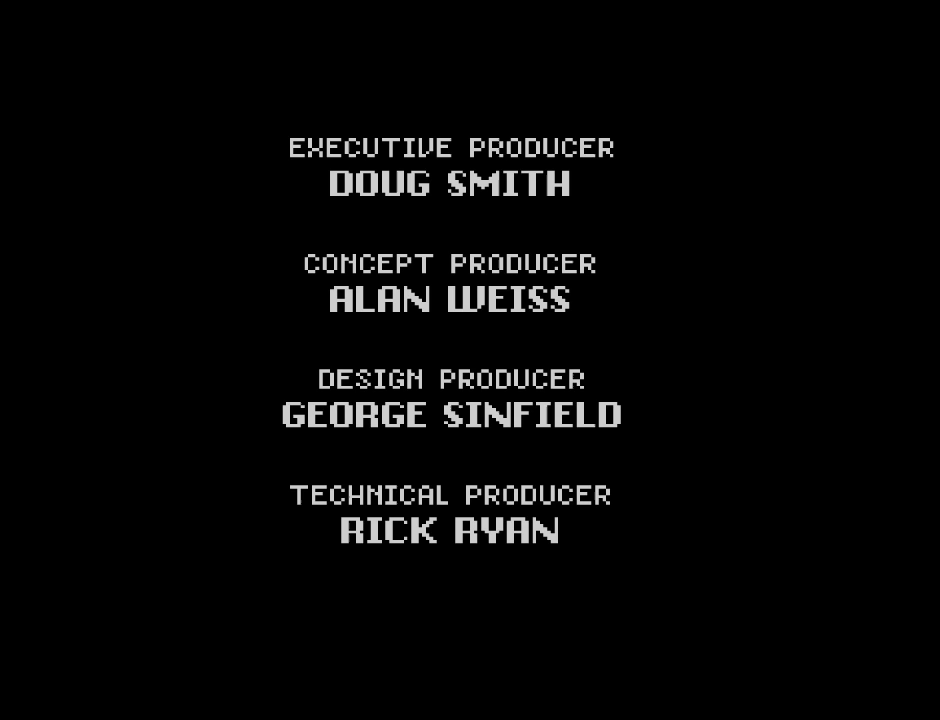 EXECUTIVE PRODUCER
DOUG SMITH
CONCEPT PRODUCER
ALAN WEISS
DESIGN PRODUCER
GEORGE SINFIELD
TECHNICAL PRODUCER
RICK RYAN